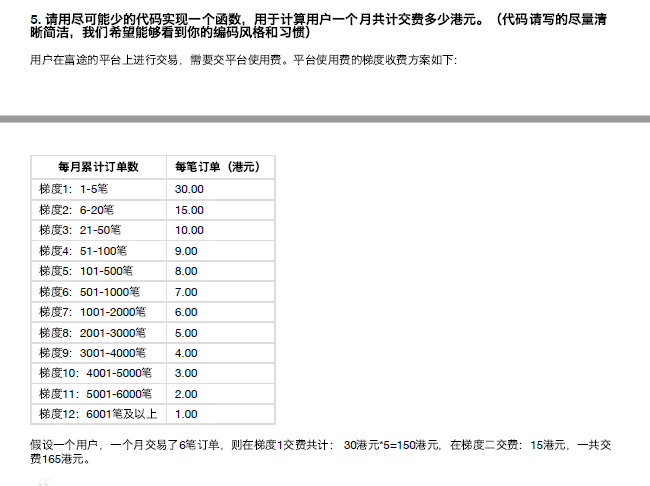 5. 请用尽可能少的代码实现一个函数，用于计算用户一个月共计交费多少港元。（代码请写的尽量清
晰简洁，我们希望能够看到你的编码风格和习惯）
用户在富途的平台上进行交易，需要交平台使用费。平台使用费的梯度收费方案如下：
每月累计订单数 每笔订单（港元）
梯度1：1-5笔 30.00
梯度2：6-20笔 15.00
梯度3：21-50笔 10.00
梯度4：51-100笔 9.00
梯度5：101-500笔 8.00
梯度6：501-1000笔 7.00
梯度7：1001-2000笔 6.00
梯度8：2001-3000笔 5.00
梯度9：3001-4000笔 4.00
梯度10：4001-5000笔 3.00
梯度11：5001-6000笔 2.00
梯度12：6001笔及以上 1.00
假设一个用户，一个月交易了6笔订单，则在梯度1交费共计： 30港元*5=150港元，在梯度二交费：15港元，一共交
费165港元。